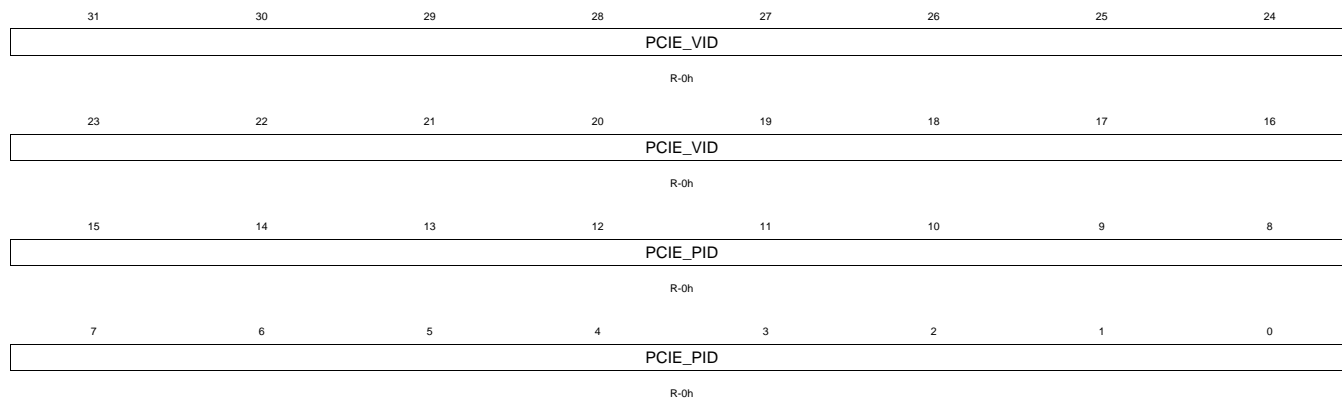 31 30 29 28 27 26 25 24
PCIE_VID
R-0h
23 22 21 20 19 18 17 16
PCIE_VID
R-0h
15 14 13 12 11 10 9 8
PCIE_PID
R-0h
7 6 5 4 3 2 1 0
PCIE_PID
R-0h